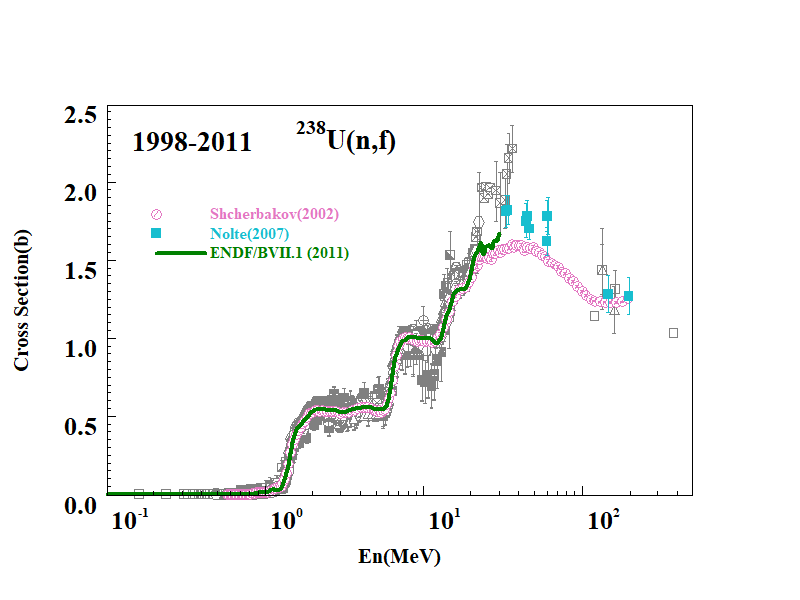 2.5
1998-2011 ²³⁸U(n,f)
2.0
Shcherbakov(2002)
Nolte(2007)
ENDF/BVII.1 (2011)
1.5
Cross Section(b)
1.0
0.5
0.0
10⁻¹ 10⁰ 10¹ 10²
En(MeV)